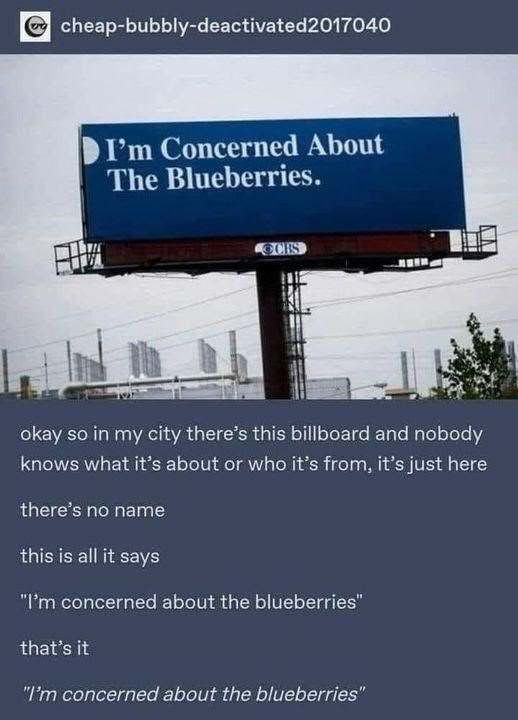 cheap-bubbly-deactivated2017040
I'm Concerned About
The Blueberries.
CBS
okay so in my city there's this billboard and nobody
knows what it's about or who it's from, it's just here
there's no name
this is all it says
"I'm concerned about the blueberries"
that's it
"I'm concerned about the blueberries"